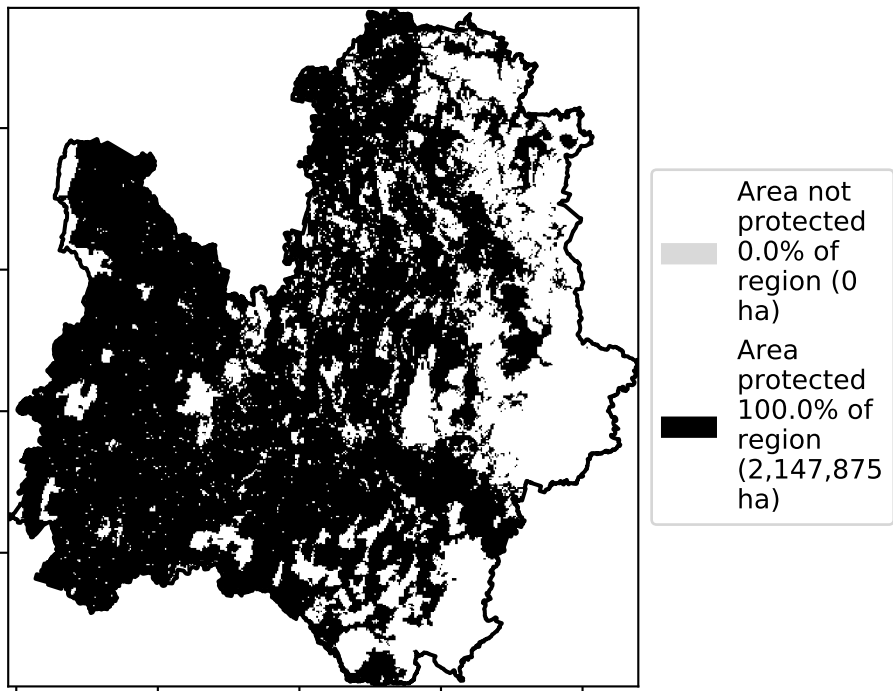 Area not
protected
0.0% of
region (0
ha)
Area
protected
100.0% of
region
(2,147,875
ha)